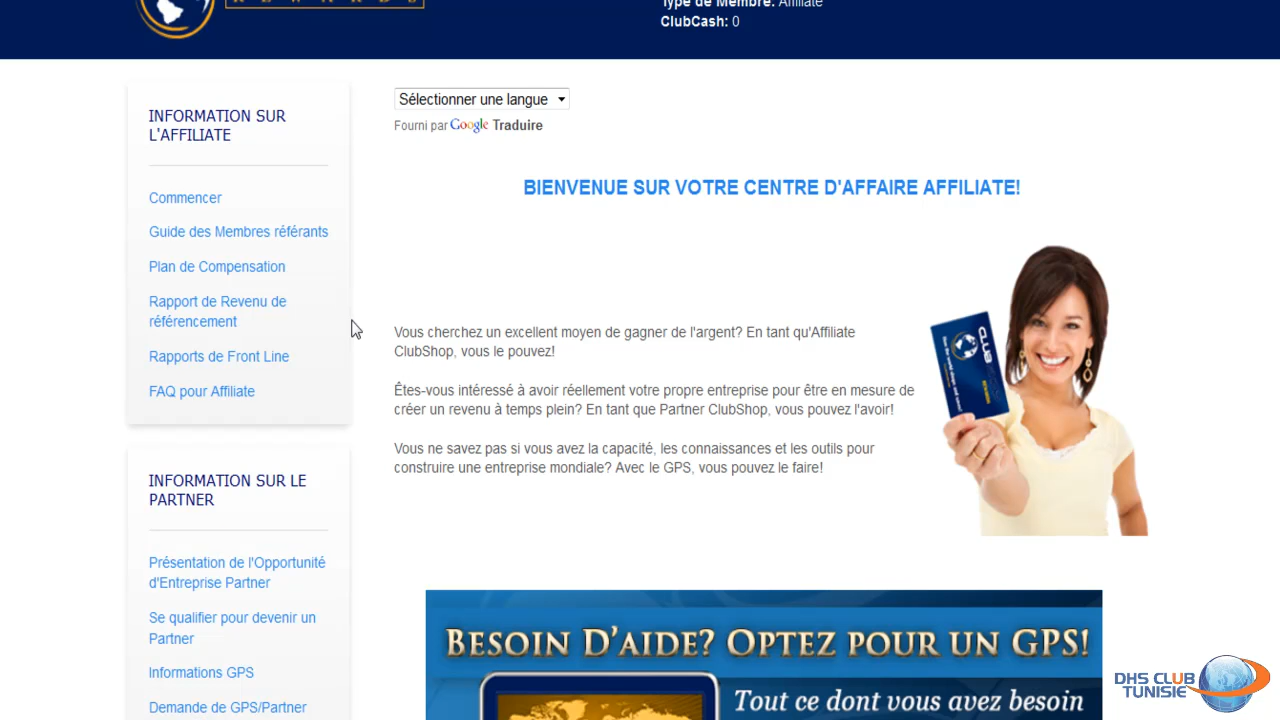 REWARDS
Type de Membre: Affiliate
ClubCash: 0
INFORMATION SUR
L'AFFILIATE
Commencer
Guide des Membres référants
Plan de Compensation
Rapport de Revenu de
référencement
Rapports de Front Line
FAQ pour Affiliate
INFORMATION SUR LE
PARTNER
Présentation de l'Opportunité
d'Entreprise Partner
Se qualifier pour devenir un
Partner
Informations GPS
Demande de GPS/Partner
Sélectionner une langue
Fourni par Google Traduire
BIENVENUE SUR VOTRE CENTRE D'AFFAIRE AFFILIATE!
Vous cherchez un excellent moyen de gagner de l'argent? En tant qu'Affiliate
ClubShop, vous le pouvez!
Êtes-vous intéressé à avoir réellement votre propre entreprise pour être en mesure de
créer un revenu à temps plein? En tant que Partner ClubShop, vous pouvez l'avoir!
Vous ne savez pas si vous avez la capacité, les connaissances et les outils pour
construire une entreprise mondiale? Avec le GPS, vous pouvez le faire!
BESOIN D'AIDE? OPTEZ POUR UN GPS!
Tout ce dont vous avez besoin
DHS CLUB
TUNISIE